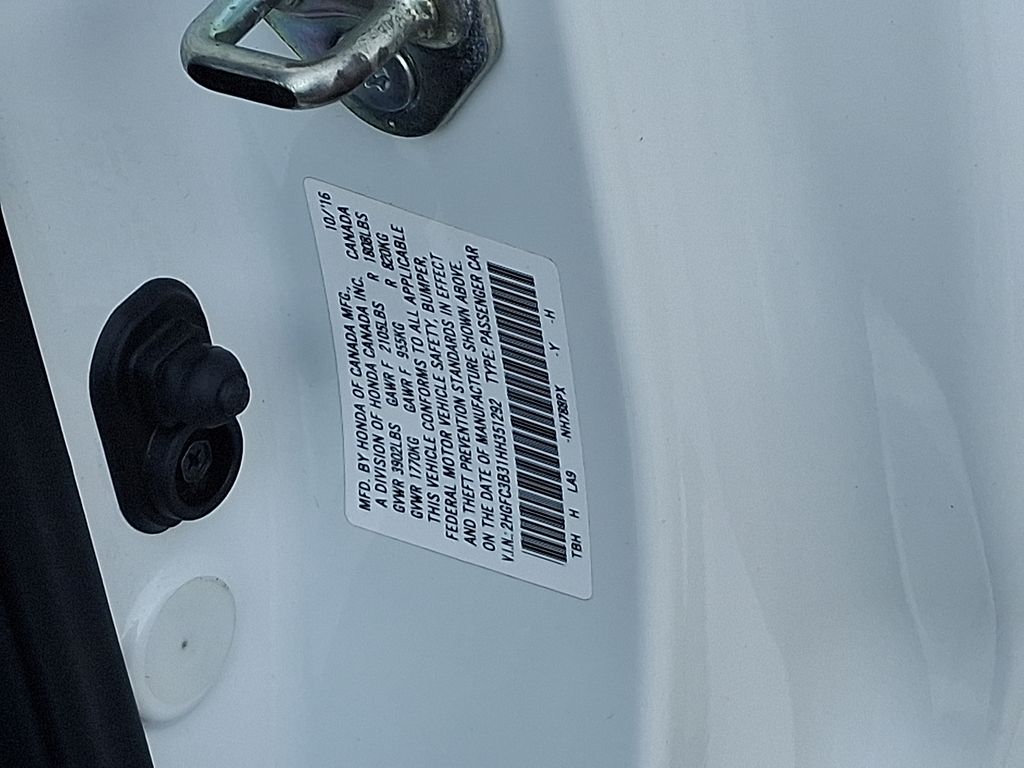 MFD. BY HONDA OF CANADA MFG., 10/'16
A DIVISION OF HONDA CANADA INC. CANADA
GVWR 3902LBS GAWR F 2105LBS R 1808LBS
GVWR 1770KG GAWR F 955KG R 820KG
THIS VEHICLE CONFORMS TO ALL APPLICABLE
FEDERAL MOTOR VEHICLE SAFETY, BUMPER,
AND THEFT PREVENTION STANDARDS IN EFFECT
ON THE DATE OF MANUFACTURE SHOWN ABOVE.
V.I.N.: 2HGFC3B31HH351292 TYPE: PASSENGER CAR
TBH H LA9 -NH788PX -Y -H